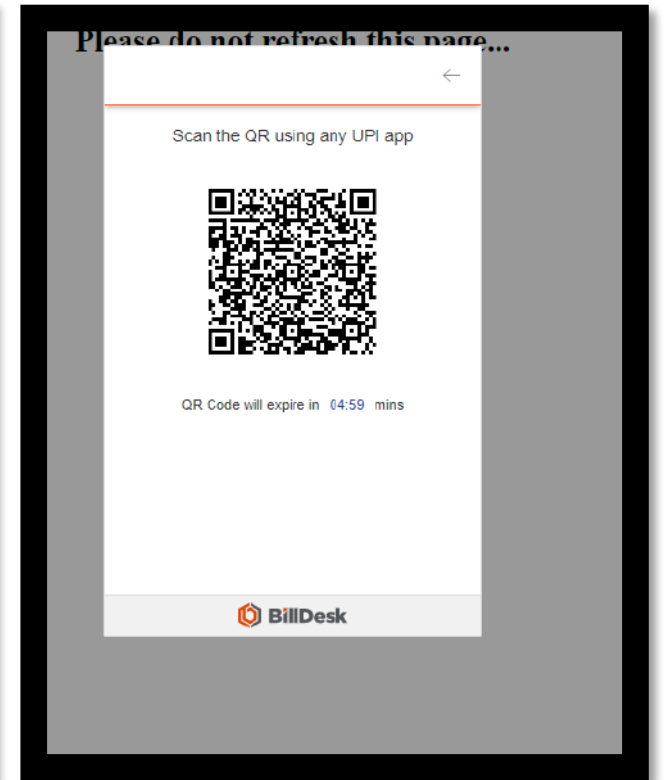 Please do not refresh this page...
Scan the QR using any UPI app
QR Code will expire in 04:59 mins
BillDesk